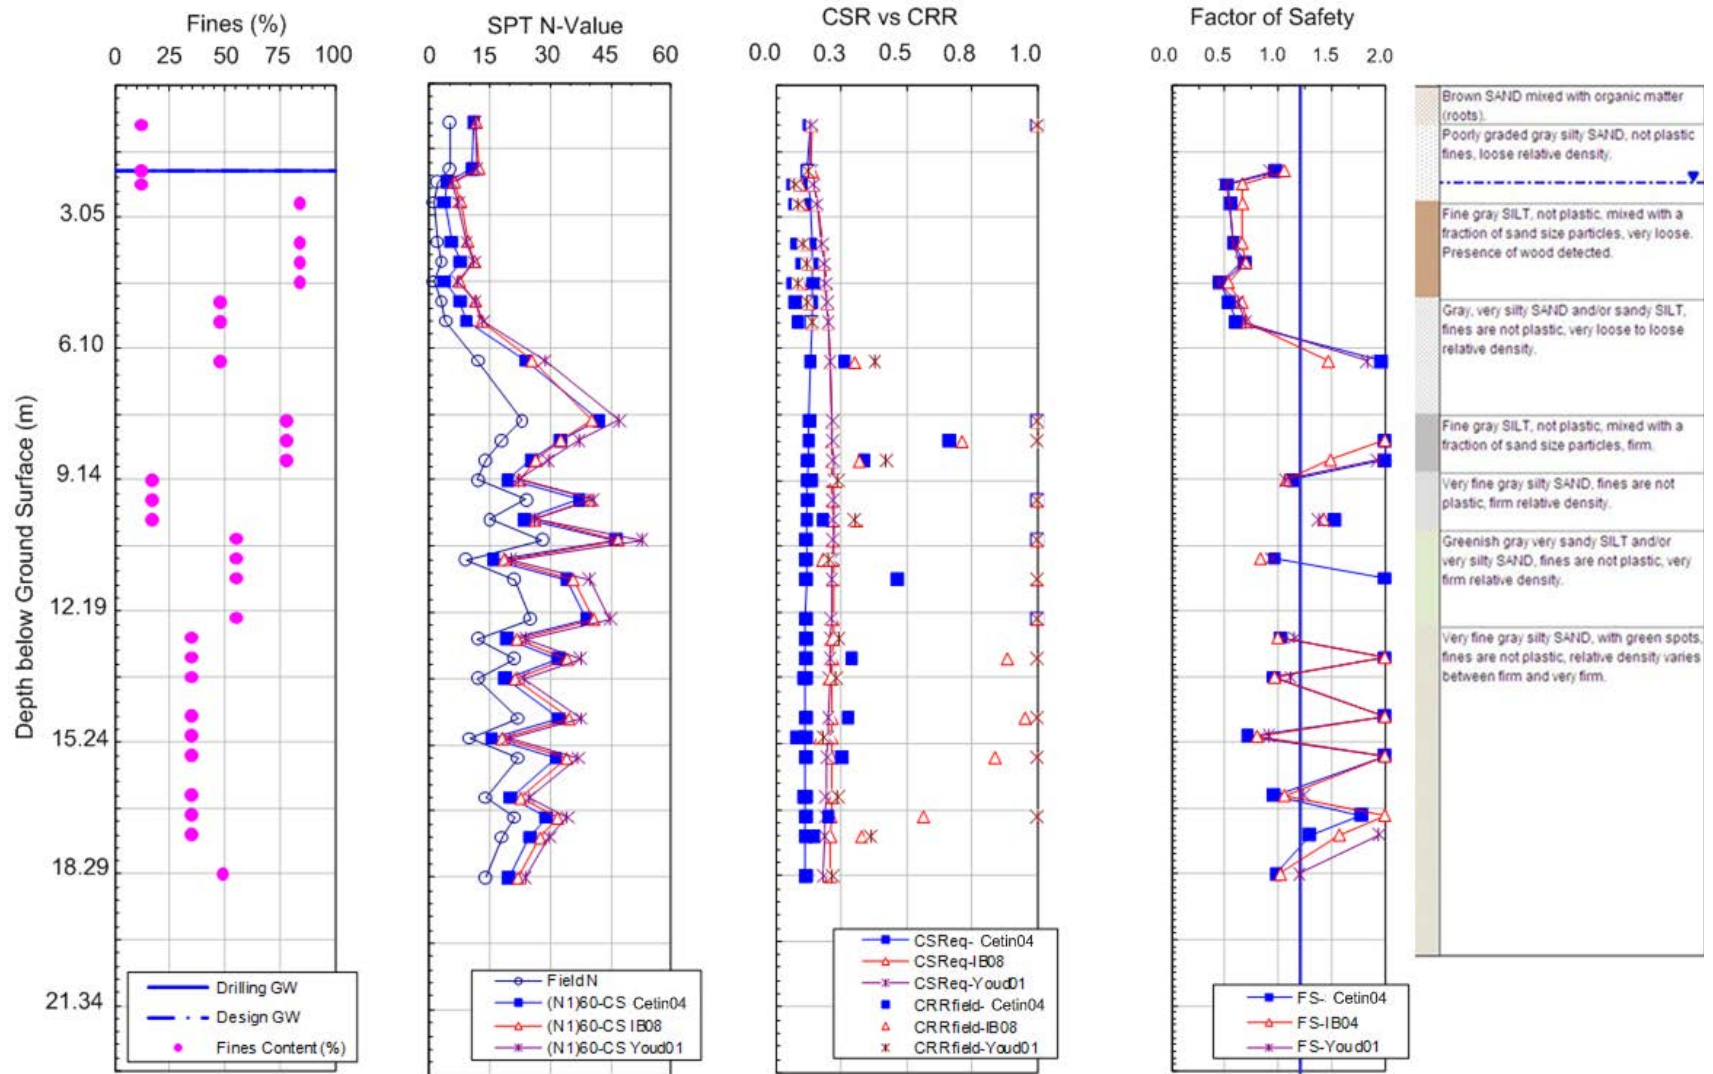 Fines (%)
0 25 50 75 100
SPT N-Value
0 15 30 45 60
CSR vs CRR
0.0 0.3 0.5 0.8 1.0
Factor of Safety
0.0 0.5 1.0 1.5 2.0
Depth below Ground Surface (m)
3.05
6.10
9.14
12.19
15.24
18.29
21.34
Drilling GW
Design GW
Fines Content (%)
Field N
(N1)60-CS Cetin04
(N1)60-CS IB08
(N1)60-CS Youd01
CSReq- Cetin04
CSReq-IB08
CSReq-Youd01
CRRfield- Cetin04
CRRfield-IB08
CRRfield-Youd01
FS-  Cetin04
FS-IB04
FS-Youd01
Brown SAND mixed with organic matter
(roots).
Poorly graded gray silty SAND, not plastic
fines, loose relative density.
Fine gray SILT, not plastic, mixed with a
fraction of sand size particles, very loose.
Presence of wood detected.
Gray, very silty SAND and/or sandy SILT,
fines are not plastic, very loose to loose
relative density.
Fine gray SILT, not plastic, mixed with a
fraction of sand size particles, firm.
Very fine gray silty SAND, fines are not
plastic, firm relative density.
Greenish gray very sandy SILT and/or
very silty SAND, fines are not plastic, very
firm relative density.
Very fine gray silty SAND, with green spots,
fines are not plastic, relative density varies
between firm and very firm.